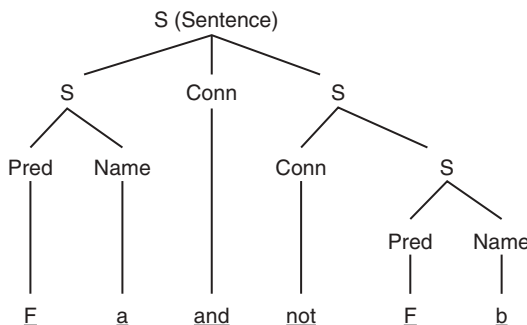 S (Sentence)
S Conn S
Pred Name Conn S
Pred Name
F a and not F b